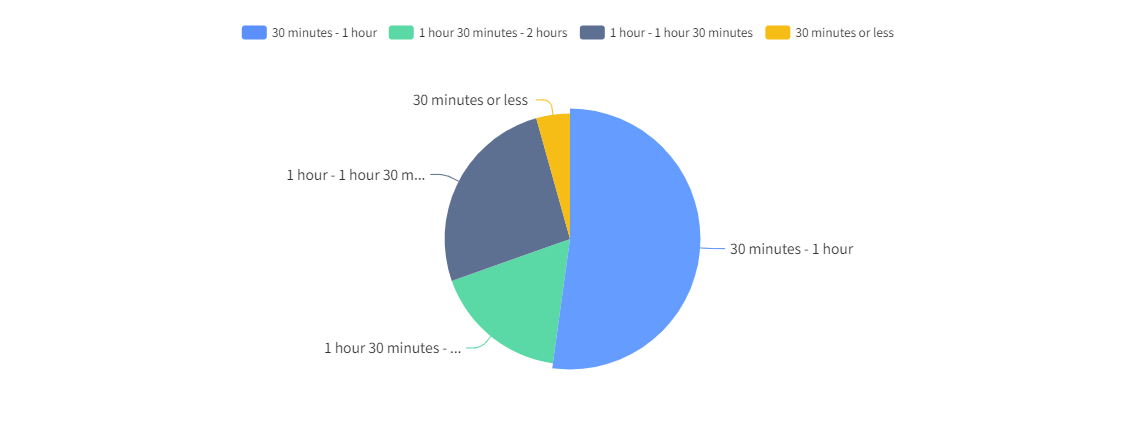 30 minutes - 1 hour
1 hour 30 minutes - 2 hours
1 hour - 1 hour 30 minutes
30 minutes or less
30 minutes or less
1 hour - 1 hour 30 m...
30 minutes - 1 hour
1 hour 30 minutes - ...